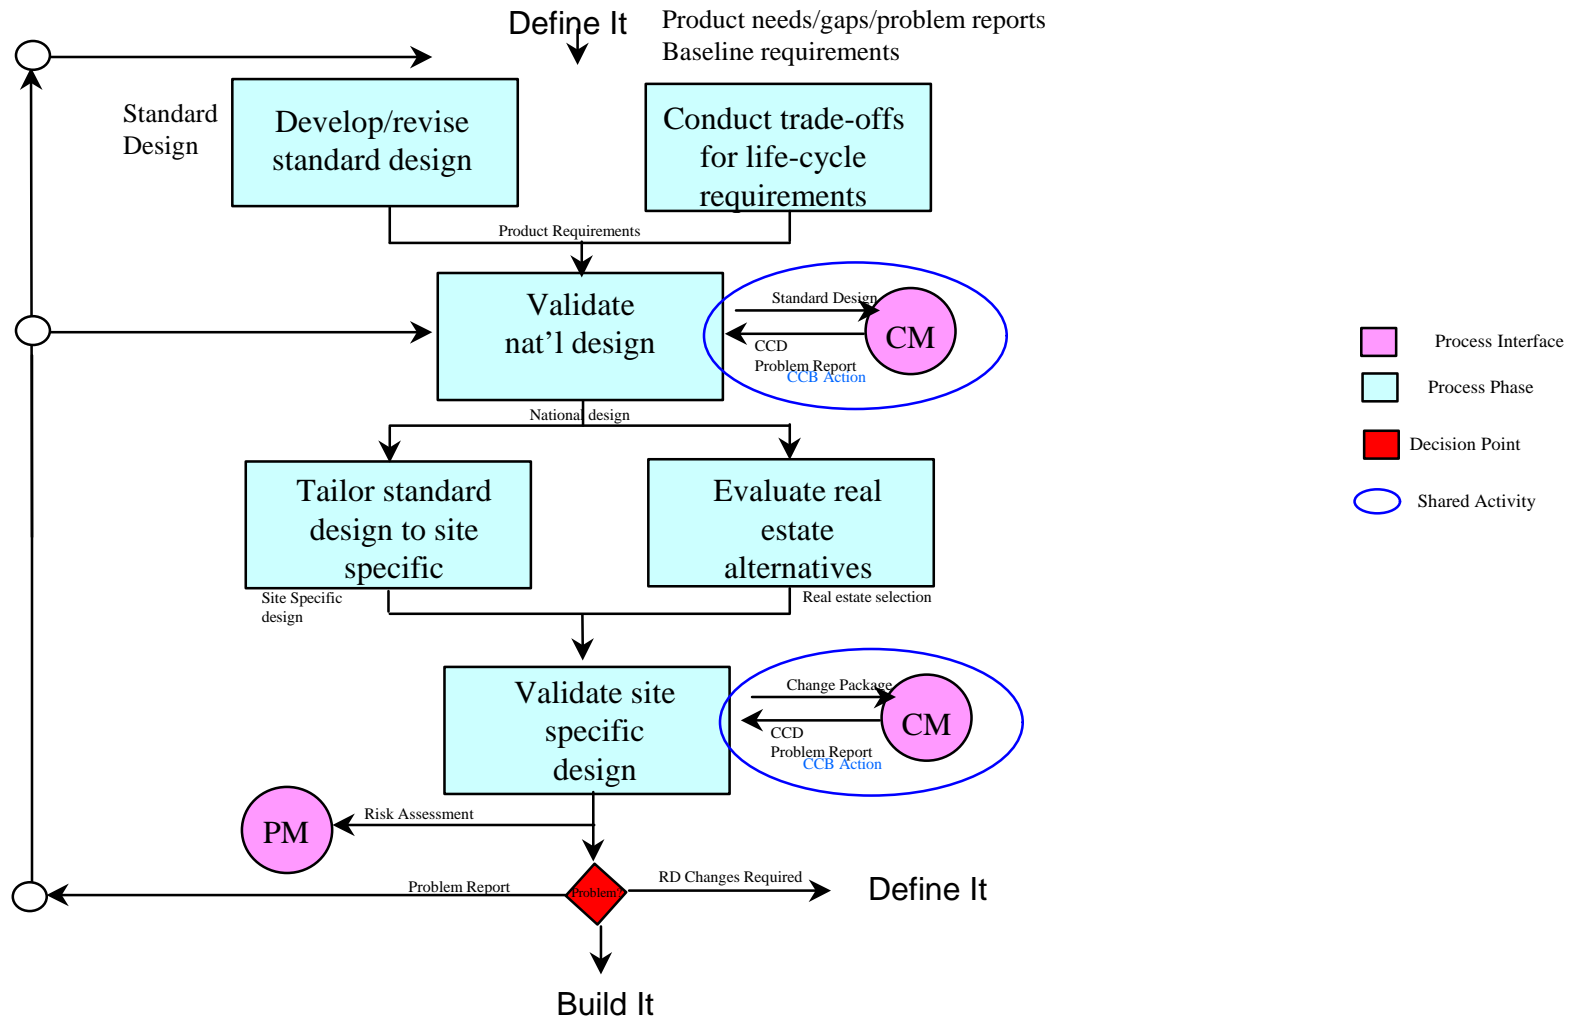 Define It
Product needs/gaps/problem reports
Baseline requirements
Standard
Design
Develop/revise
standard design
Conduct trade-offs
for life-cycle
requirements
Product Requirements
Validate
nat’l design
Standard Design
CM
CCD
Problem Report
CCB Action
Process Interface
Process Phase
Decision Point
Shared Activity
National design
Tailor standard
design to site
specific
Evaluate real
estate
alternatives
Site Specific
design
Real estate selection
Validate site
specific
design
Change Package
CM
CCD
Problem Report
CCB Action
PM
Risk Assessment
Problem Report
Problem?
RD Changes Required
Define It
Build It